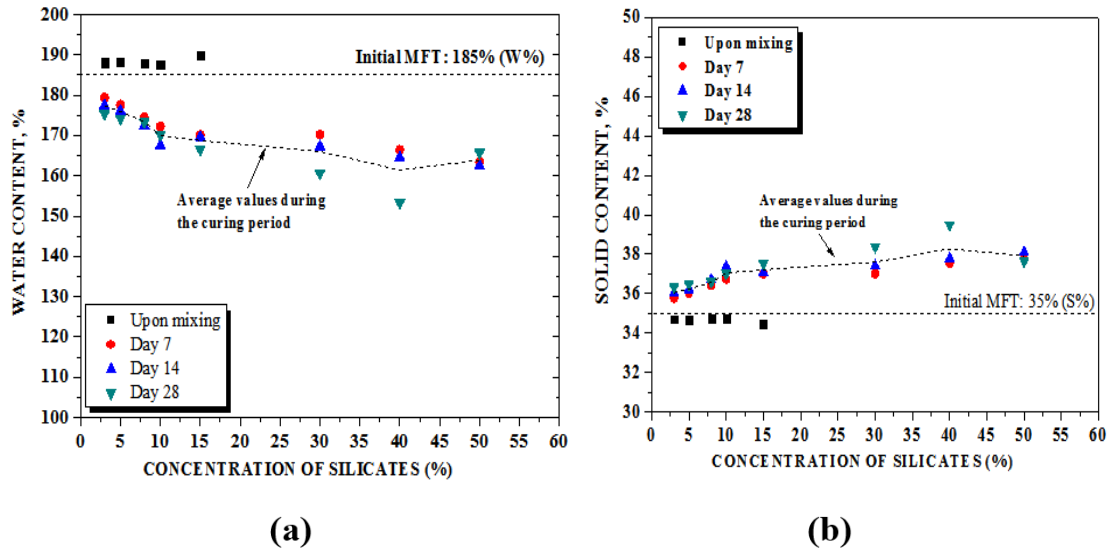 200
190
180
170
160
150
140
130
120
110
100
WATER CONTENT, %
Initial MFT: 185% (W%)
Average values during
the curing period
Upon mixing
Day 7
Day 14
Day 28
0 5 10 15 20 25 30 35 40 45 50 55 60
CONCENTRATION OF SILICATES (%)
(a)
50
48
46
44
42
40
38
36
34
32
30
SOLID CONTENT, %
Upon mixing
Day 7
Day 14
Day 28
Average values during
the curing period
Initial MFT: 35% (S%)
0 5 10 15 20 25 30 35 40 45 50 55 60
CONCENTRATION OF SILICATES (%)
(b)